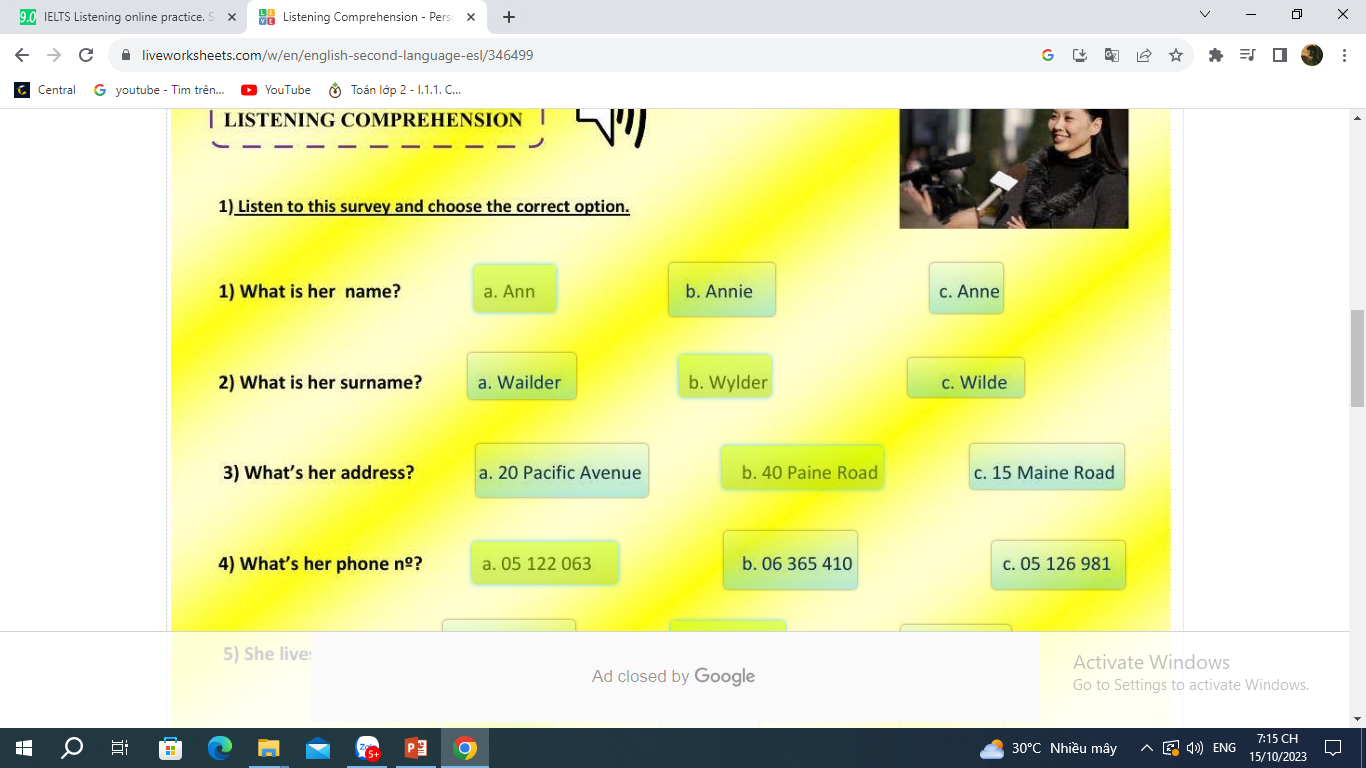 9.0 IELTS Listening online practice. S
LIVE Listening Comprehension - Pers
liveworksheets.com/w/en/english-second-language-esl/346499
Central youtube - Tìm trên... YouTube Toán lớp 2 - I.1.1. C...
LISTENING COMPREHENSION
1) Listen to this survey and choose the correct option.
1) What is her name? a. Ann b. Annie c. Anne
2) What is her surname? a. Wailder b. Wylder c. Wilde
3) What's her address? a. 20 Pacific Avenue b. 40 Paine Road c. 15 Maine Road
4) What's her phone nº? a. 05 122 063 b. 06 365 410 c. 05 126 981
5) She lives
Ad closed by Google
Activate Windows
Go to Settings to activate Windows.
Zalo 5+
30°C Nhiều mây ENG 7:15 CH
15/10/2023